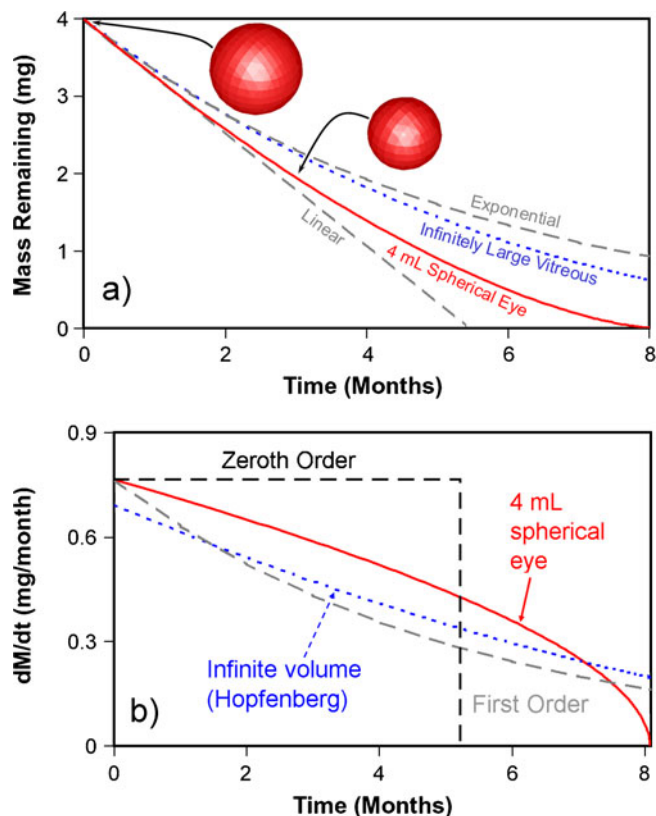 4
3
2
1
0
Mass Remaining (mg)
a)
Linear
Exponential
Infinitely Large Vitreous
4 mL Spherical Eye
0
2
4
6
8
Time (Months)
0.9
0.6
0.3
0
dM/dt (mg/month)
Zeroth Order
4 mL
spherical
eye
Infinite volume
(Hopfenberg)
First Order
b)
0
2
4
6
8
Time (Months)